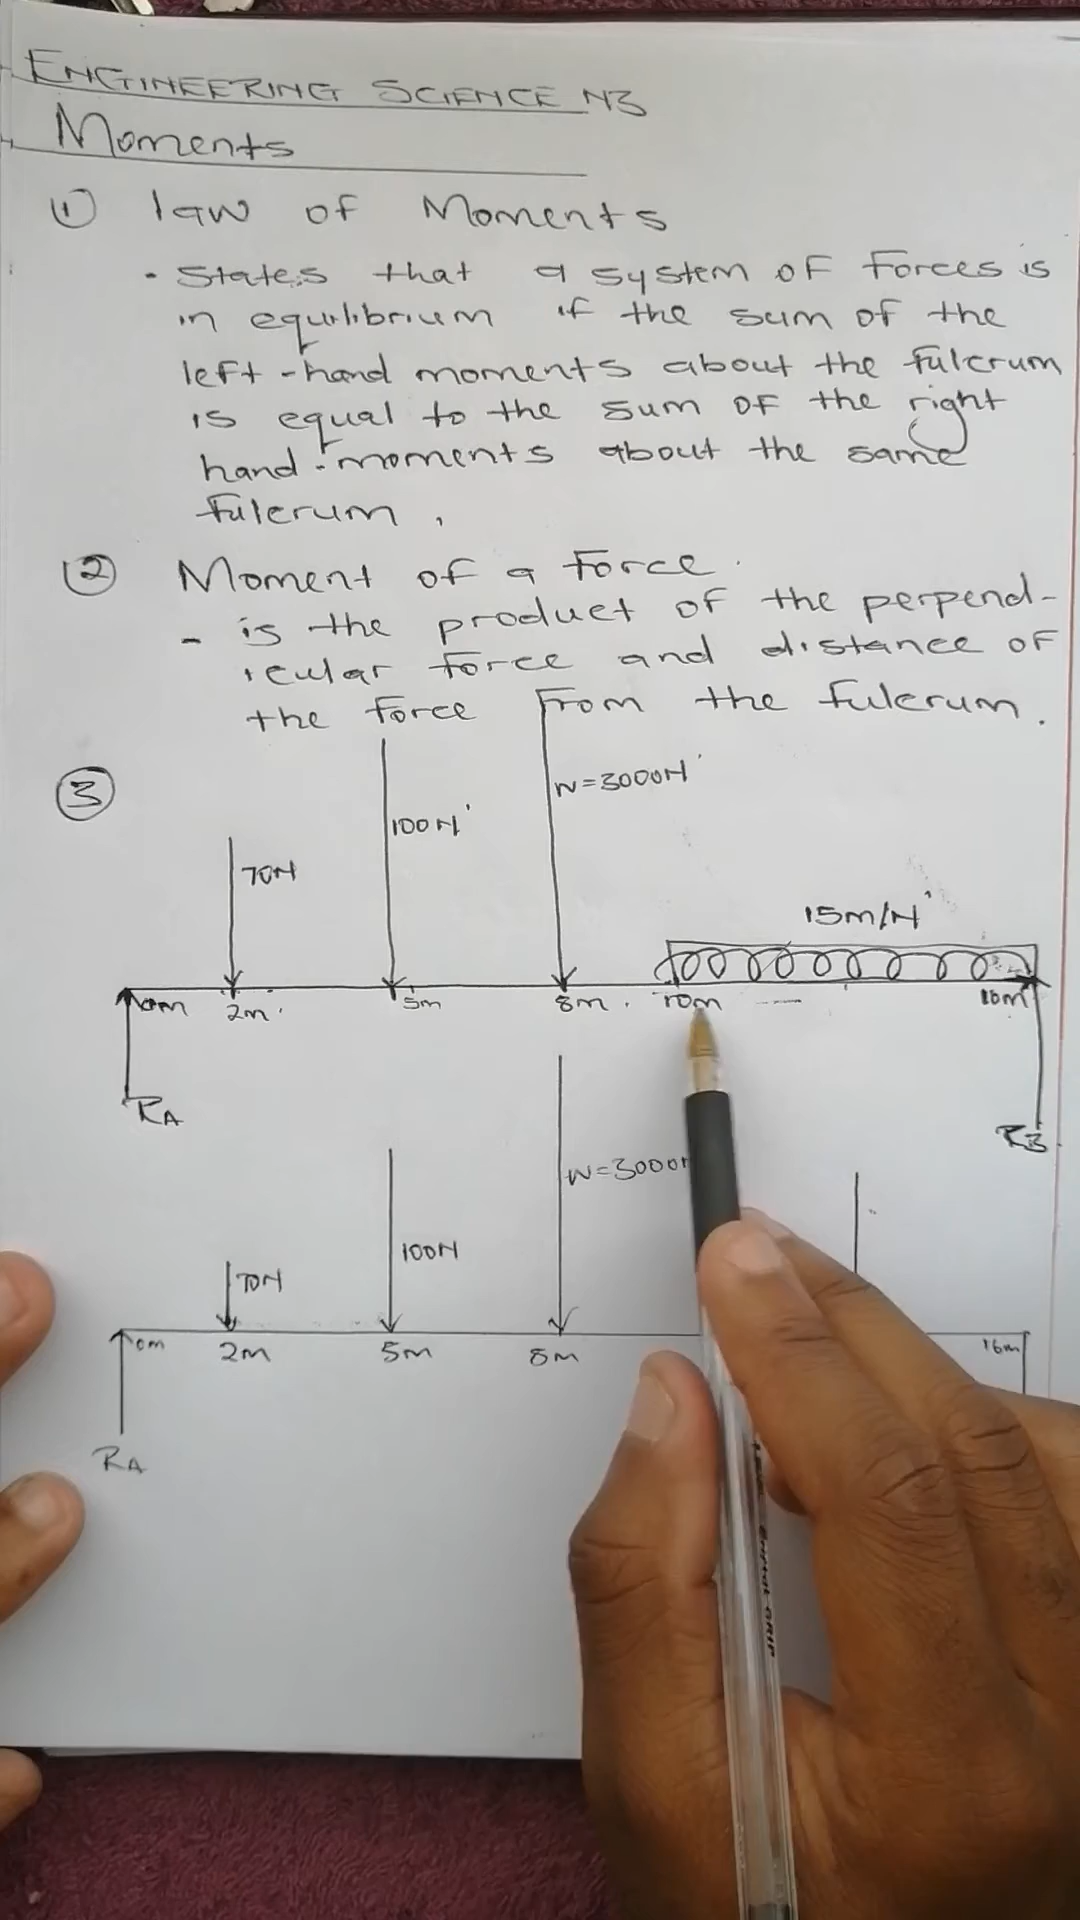 ENGINEERING SCIENCE N3
Moments
① law of Moments
• States that a system of forces is
in equilibrium if the sum of the
left-hand moments about the fulcrum
is equal to the sum of the right
hand-moments about the same
fulcrum.
② Moment of a force.
- is the product of the perpend-
icular force and distance of
the force from the fulcrum.
③
W=3000N
100N
70N
15m/N
0m 2m 5m 8m 10m 16m
RA RB
W=3000N
100N
70N
0m 2m 5m 8m 16m
RA